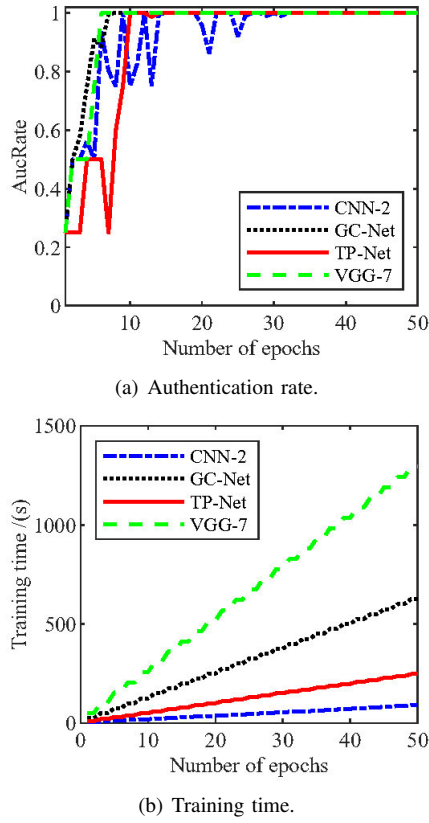 1
0.8
0.6
0.4
0.2
0
AucRate
CNN-2
GC-Net
TP-Net
VGG-7
10 20 30 40 50
Number of epochs
(a) Authentication rate.
1500
1000
500
0
Training time /(s)
CNN-2
GC-Net
TP-Net
VGG-7
0 10 20 30 40 50
Number of epochs
(b) Training time.